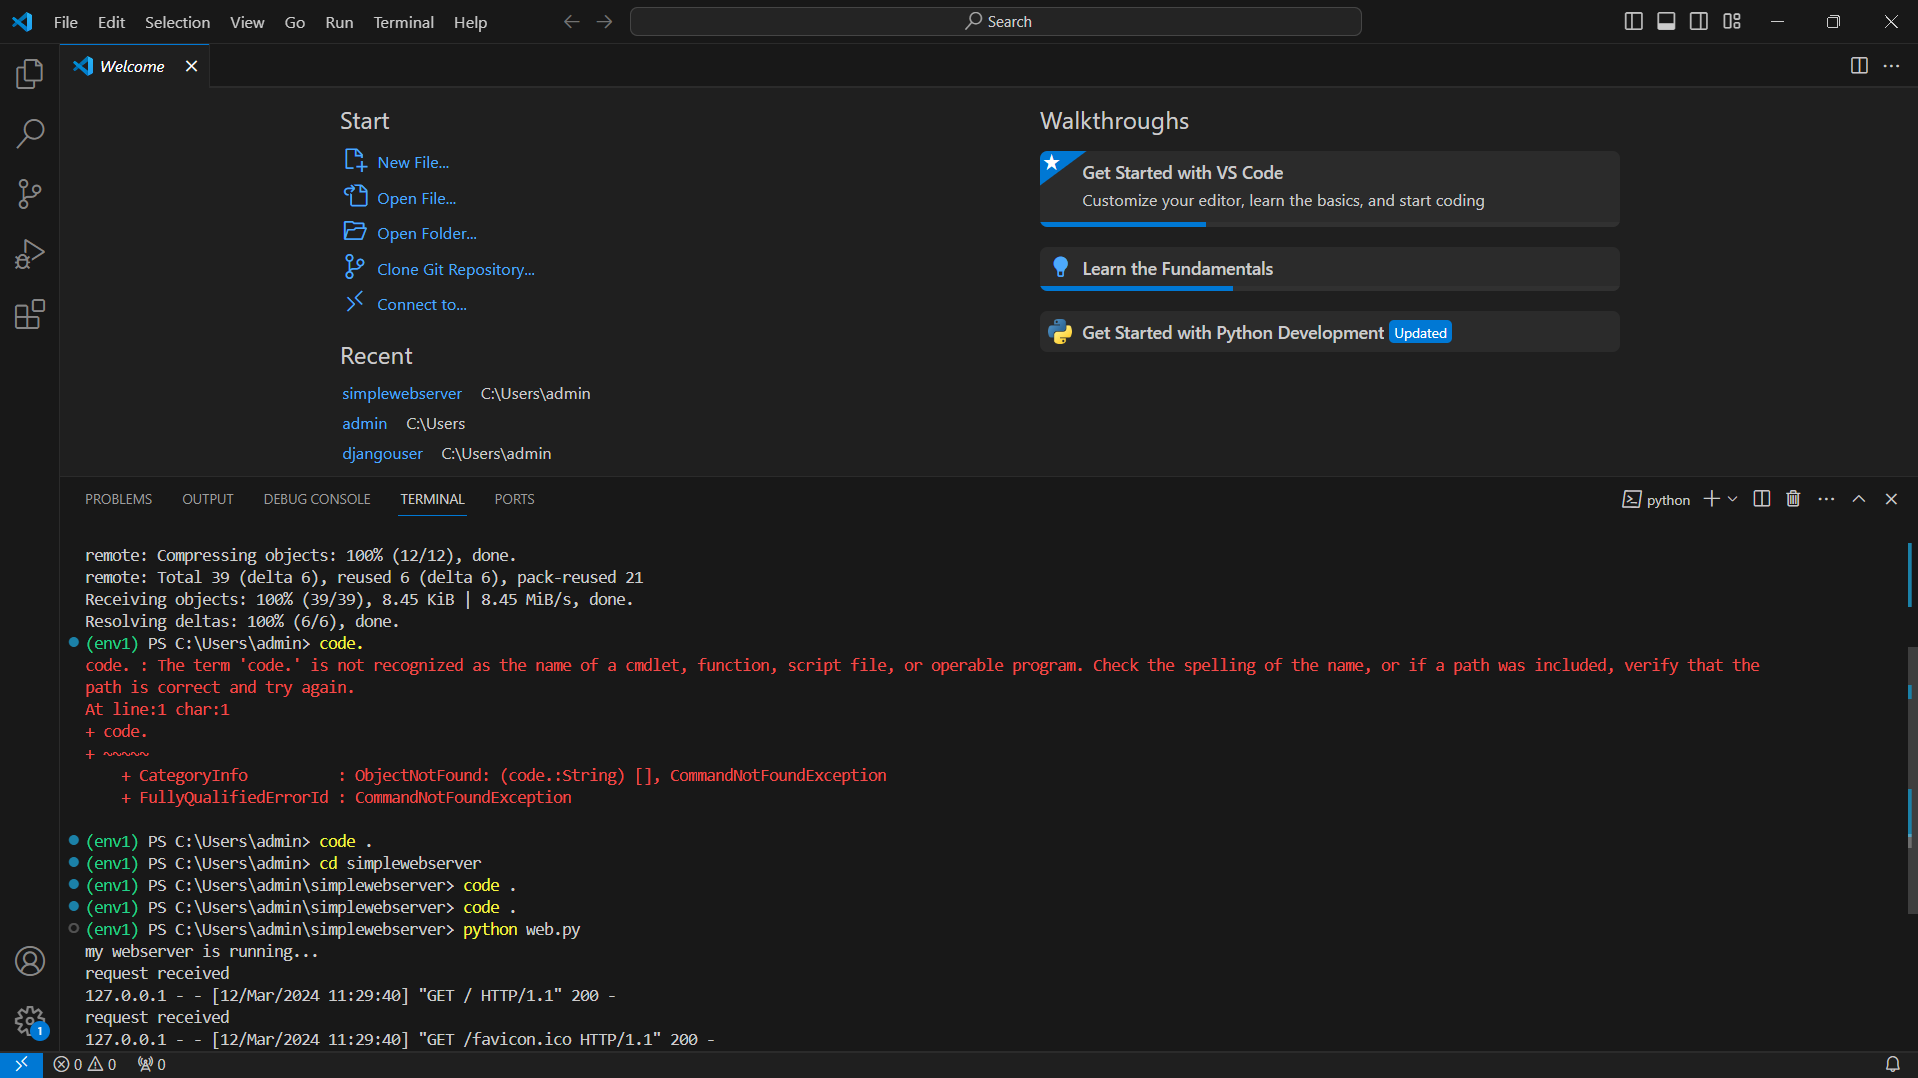 File Edit Selection View Go Run Terminal Help
Search
Welcome
Start
New File...
Open File...
Open Folder...
Clone Git Repository...
Connect to...
Recent
simplewebserver C:\Users\admin
admin C:\Users
djangouser C:\Users\admin
Walkthroughs
Get Started with VS Code
Customize your editor, learn the basics, and start coding
Learn the Fundamentals
Get Started with Python Development Updated
PROBLEMS OUTPUT DEBUG CONSOLE TERMINAL PORTS
python
remote: Compressing objects: 100% (12/12), done.
remote: Total 39 (delta 6), reused 6 (delta 6), pack-reused 21
Receiving objects: 100% (39/39), 8.45 KiB | 8.45 MiB/s, done.
Resolving deltas: 100% (6/6), done.
(env1) PS C:\Users\admin> code.
code. : The term 'code.' is not recognized as the name of a cmdlet, function, script file, or operable program. Check the spelling of the name, or if a path was included, verify that the
path is correct and try again.
At line:1 char:1
+ code.
+ ~~~~~
    + CategoryInfo          : ObjectNotFound: (code.:String) [], CommandNotFoundException
    + FullyQualifiedErrorId : CommandNotFoundException
(env1) PS C:\Users\admin> code .
(env1) PS C:\Users\admin> cd simplewebserver
(env1) PS C:\Users\admin\simplewebserver> code .
(env1) PS C:\Users\admin\simplewebserver> code .
(env1) PS C:\Users\admin\simplewebserver> python web.py
my webserver is running...
request received
127.0.0.1 - - [12/Mar/2024 11:29:40] "GET / HTTP/1.1" 200 -
request received
127.0.0.1 - - [12/Mar/2024 11:29:40] "GET /favicon.ico HTTP/1.1" 200 -
1
0 0 0